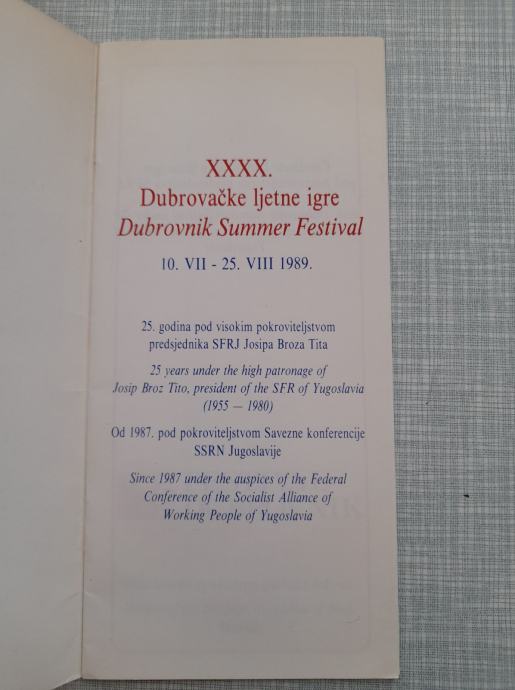 XXXX.
Dubrovačke ljetne igre
Dubrovnik Summer Festival
10. VII - 25. VIII 1989.
25. godina pod visokim pokroviteljstvom
predsjednika SFRJ Josipa Broza Tita
25 years under the high patronage of
Josip Broz Tito, president of the SFR of Yugoslavia
(1955 — 1980)
Od 1987. pod pokroviteljstvom Savezne konferencije
SSRN Jugoslavije
Since 1987 under the auspices of the Federal
Conference of the Socialist Alliance of
Working People of Yugoslavia